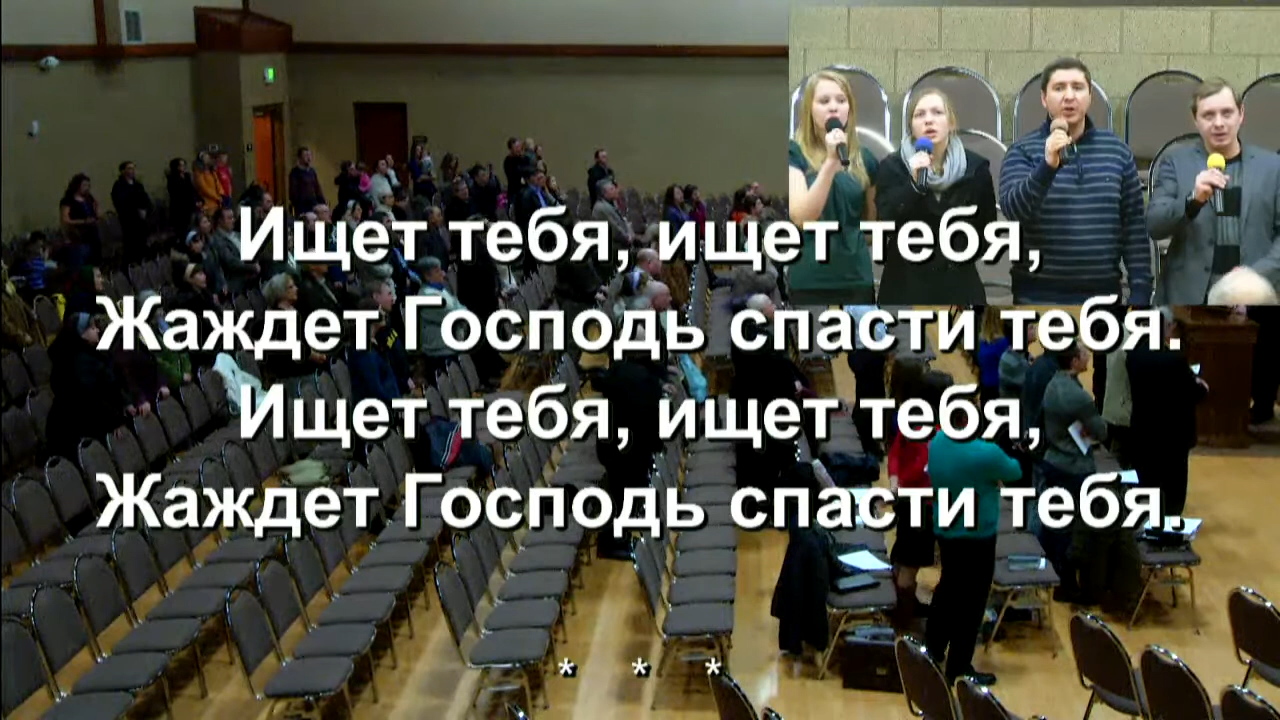 Ищет тебя, ищет тебя,
Жаждет Господь спасти тебя.
Ищет тебя, ищет тебя,
Жаждет Господь спасти тебя.
* * *